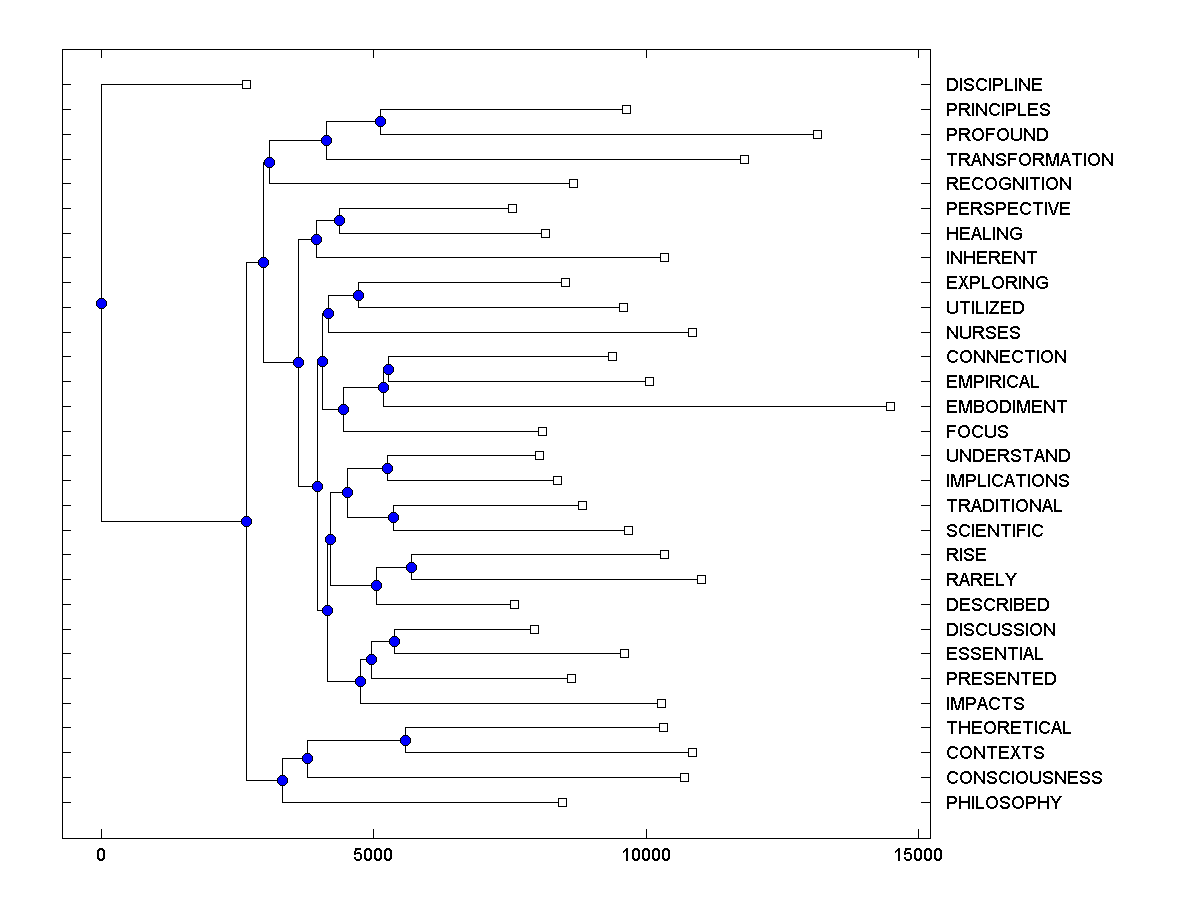 DISCIPLINE
PRINCIPLES
PROFOUND
TRANSFORMATION
RECOGNITION
PERSPECTIVE
HEALING
INHERENT
EXPLORING
UTILIZED
NURSES
CONNECTION
EMPIRICAL
EMBODIMENT
FOCUS
UNDERSTAND
IMPLICATIONS
TRADITIONAL
SCIENTIFIC
RISE
RARELY
DESCRIBED
DISCUSSION
ESSENTIAL
PRESENTED
IMPACTS
THEORETICAL
CONTEXTS
CONSCIOUSNESS
PHILOSOPHY
0 5000 10000 15000